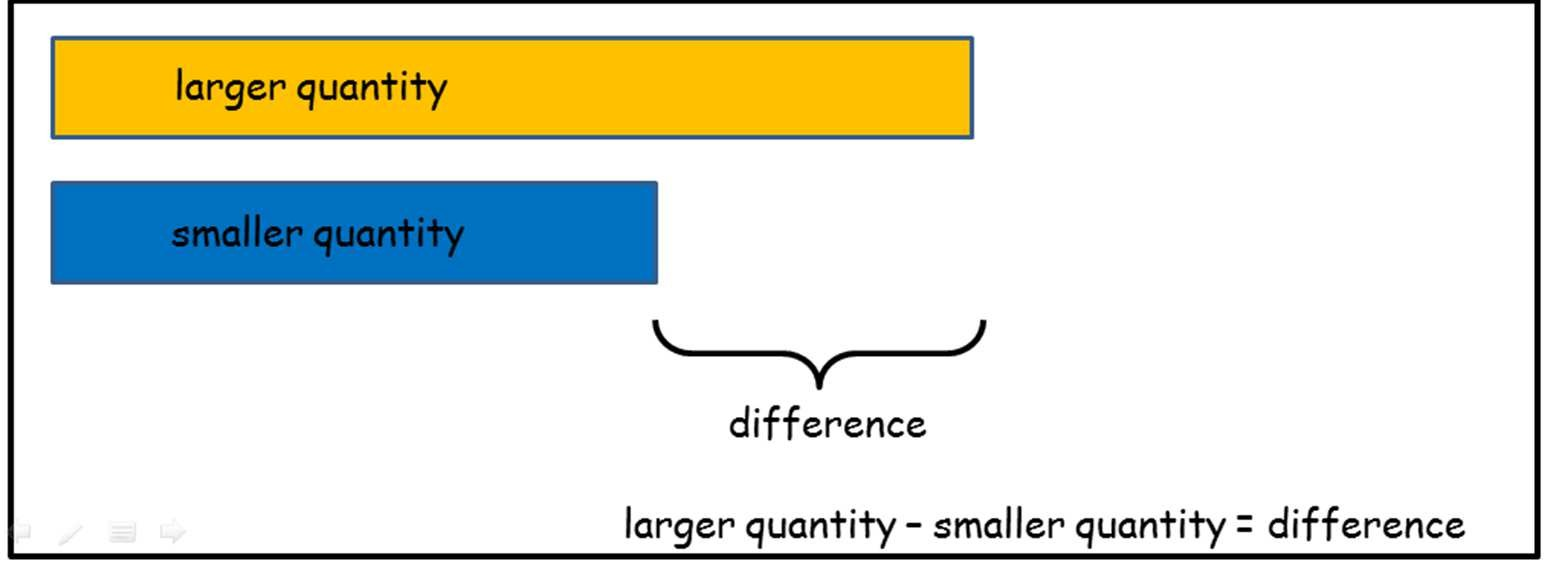 larger quantity
smaller quantity
difference
larger quantity – smaller quantity = difference